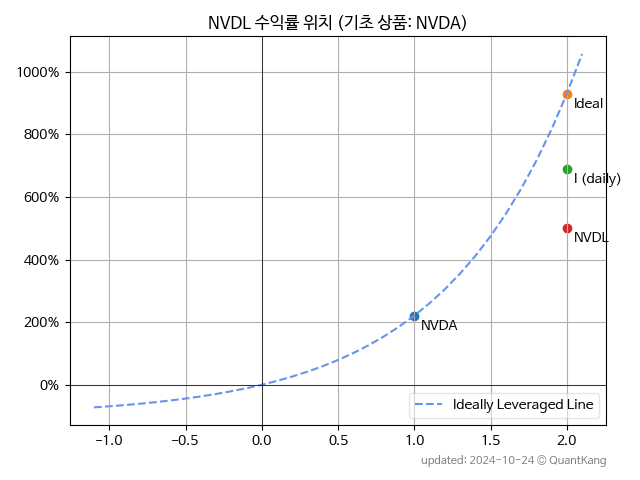 NVDL 수익률 위치 (기초 상품: NVDA)
1000%
800%
600%
400%
200%
0%
Ideal
I (daily)
NVDL
NVDA
Ideally Leveraged Line
−1.0
−0.5
0.0
0.5
1.0
1.5
2.0
updated: 2024-10-24 © QuantKang